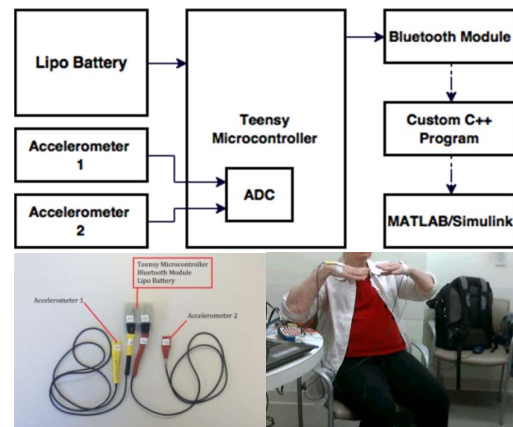 Lipo Battery
Accelerometer
1
Accelerometer
2
Teensy
Microcontroller
ADC
Bluetooth Module
Custom C++
Program
MATLAB/Simulink
Teensy Microcontroller
Bluetooth Module
Lipo Battery
Accelerometer 1
Accelerometer 2